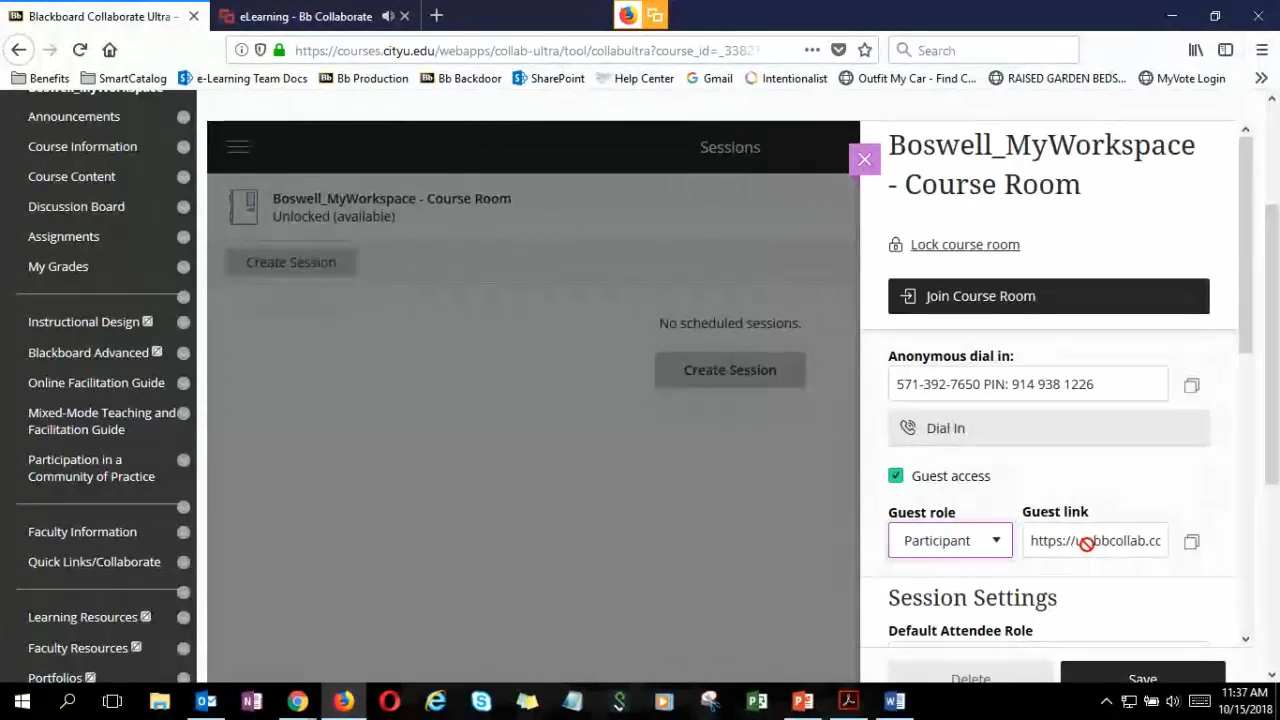 Blackboard Collaborate Ultra –
eLearning - Bb Collaborate
https://courses.cityu.edu/webapps/collab-ultra/tool/collabultra?course_id=_3382
Search
Benefits
SmartCatalog
e-Learning Team Docs
Bb Production
Bb Backdoor
SharePoint
Help Center
Gmail
Intentionalist
Outfit My Car - Find C...
RAISED GARDEN BEDS...
MyVote Login
Boswell_MyWorkspace
Announcements
Course Information
Course Content
Discussion Board
Assignments
My Grades
Instructional Design
Blackboard Advanced
Online Facilitation Guide
Mixed-Mode Teaching and
Facilitation Guide
Participation in a
Community of Practice
Faculty Information
Quick Links/Collaborate
Learning Resources
Faculty Resources
Portfolios
Sessions
Boswell_MyWorkspace - Course Room
Unlocked (available)
Create Session
No scheduled sessions.
Create Session
Boswell_MyWorkspace
- Course Room
Lock course room
Join Course Room
Anonymous dial in:
571-392-7650 PIN: 914 938 1226
Dial In
Guest access
Guest role
Guest link
Participant
https://us.bbcollab.cc
Session Settings
Default Attendee Role
Delete
Save
11:37 AM
10/15/2018